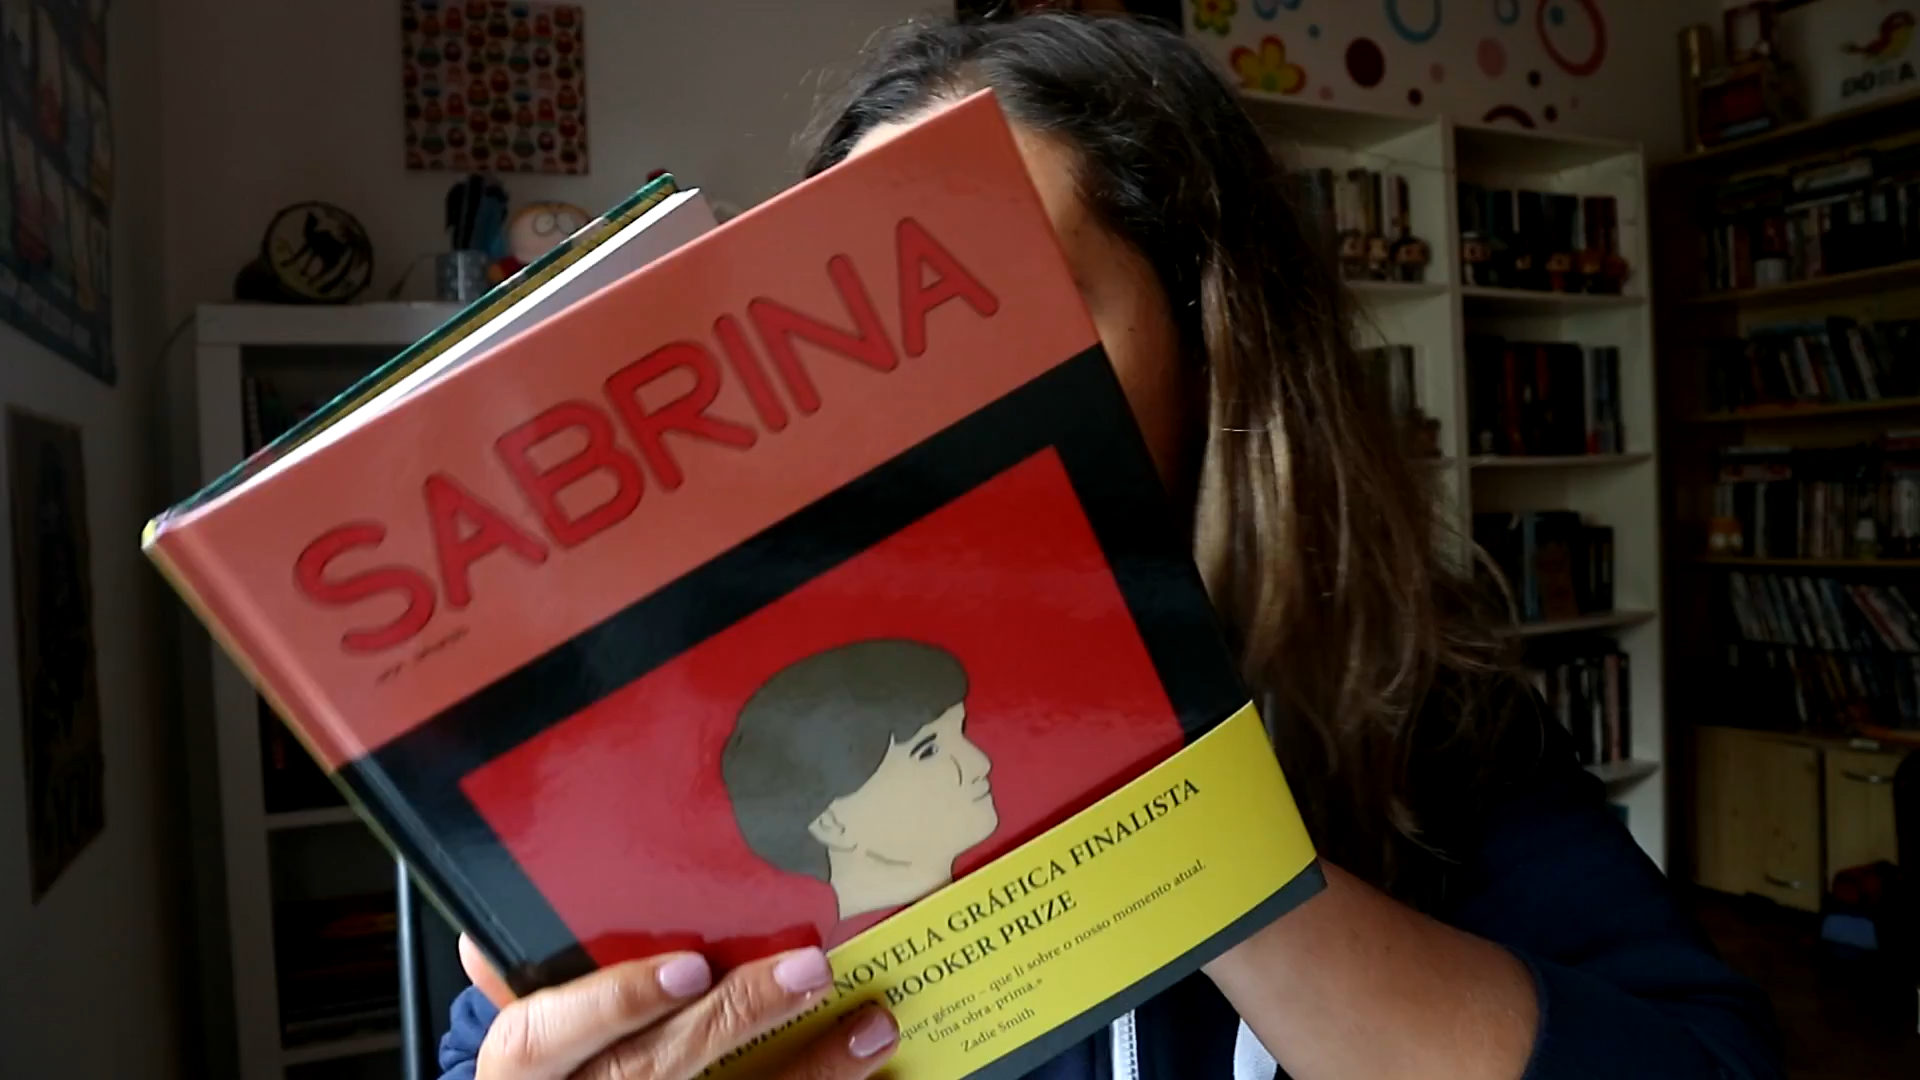 SABRINA
NOVELA GRÁFICA FINALISTA
BOOKER PRIZE
quer género – que li sobre o nosso momento atual.
Uma obra-prima.»
Zadie Smith
DORA